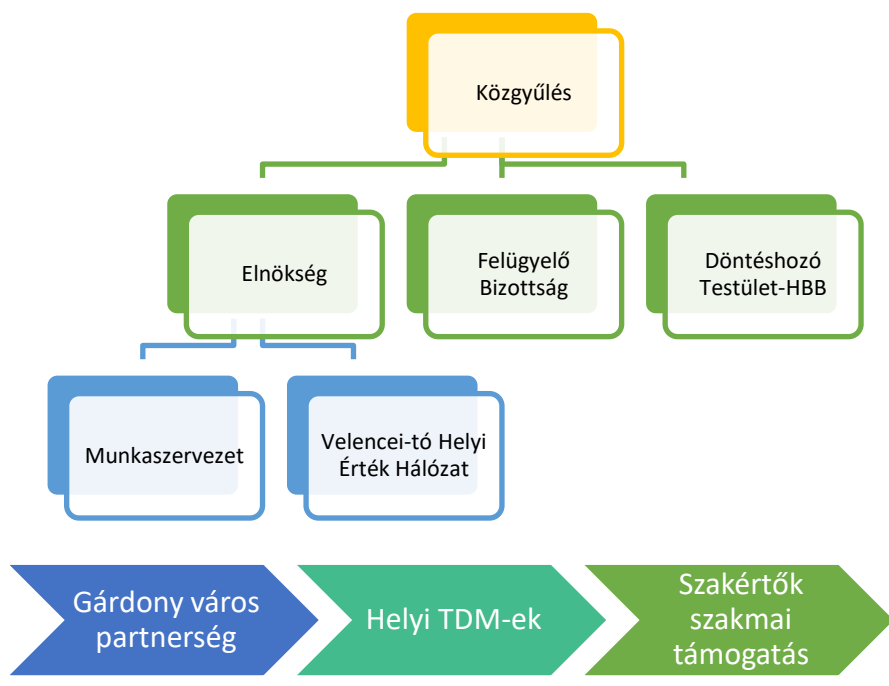 Közgyűlés
Elnökség
Felügyelő
Bizottság
Döntéshozó
Testület-HBB
Munkaszervezet
Velencei-tó Helyi
Érték Hálózat
Gárdony város
partnerség
Helyi TDM-ek
Szakértők
szakmai
támogatás